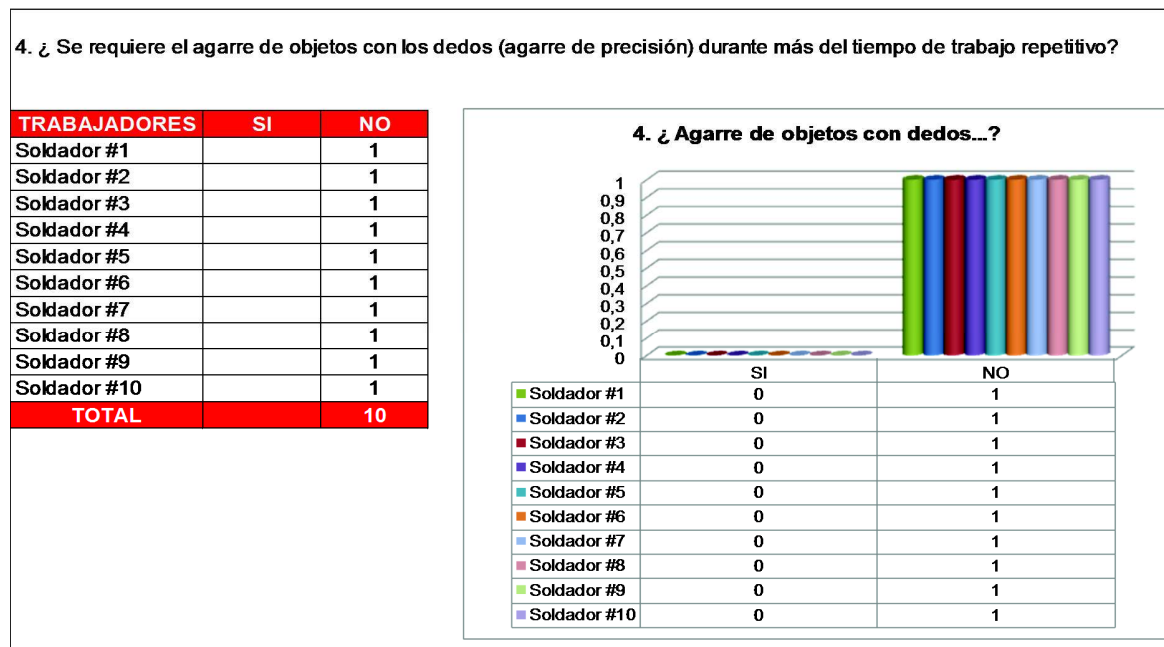 4. ¿ Se requiere el agarre de objetos con los dedos (agarre de precisión) durante más del tiempo de trabajo repetitivo?
TRABAJADORES SI NO
Soldador #1 1
Soldador #2 1
Soldador #3 1
Soldador #4 1
Soldador #5 1
Soldador #6 1
Soldador #7 1
Soldador #8 1
Soldador #9 1
Soldador #10 1
TOTAL 10
4. ¿ Agarre de objetos con dedos...?
1
0,9
0,8
0,7
0,6
0,5
0,4
0,3
0,2
0,1
0
SI NO
Soldador #1 0 1
Soldador #2 0 1
Soldador #3 0 1
Soldador #4 0 1
Soldador #5 0 1
Soldador #6 0 1
Soldador #7 0 1
Soldador #8 0 1
Soldador #9 0 1
Soldador #10 0 1